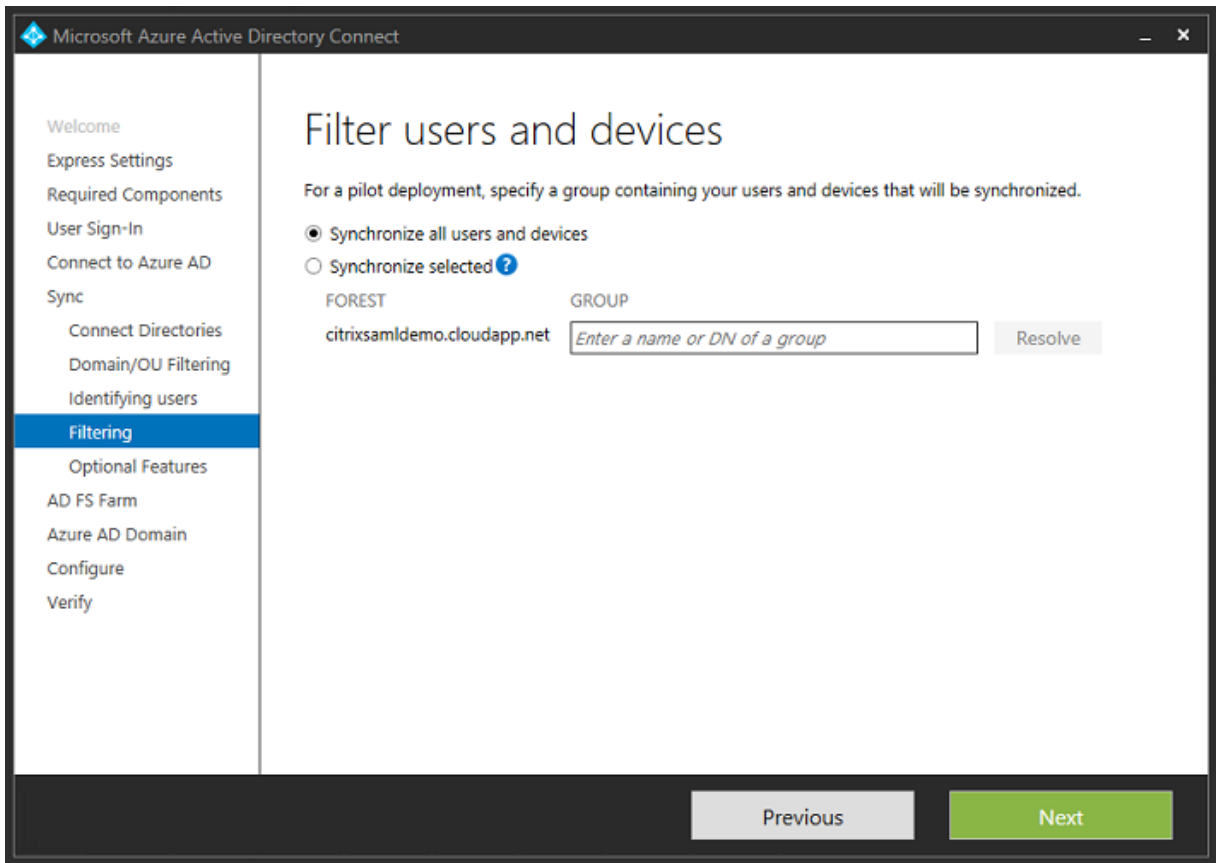 Microsoft Azure Active Directory Connect
Welcome
Express Settings
Required Components
User Sign-In
Connect to Azure AD
Sync
Connect Directories
Domain/OU Filtering
Identifying users
Filtering
Optional Features
AD FS Farm
Azure AD Domain
Configure
Verify
Filter users and devices
For a pilot deployment, specify a group containing your users and devices that will be synchronized.
Synchronize all users and devices
Synchronize selected ?
FOREST GROUP
citrixsamldemo.cloudapp.net Enter a name or DN of a group Resolve
Previous Next